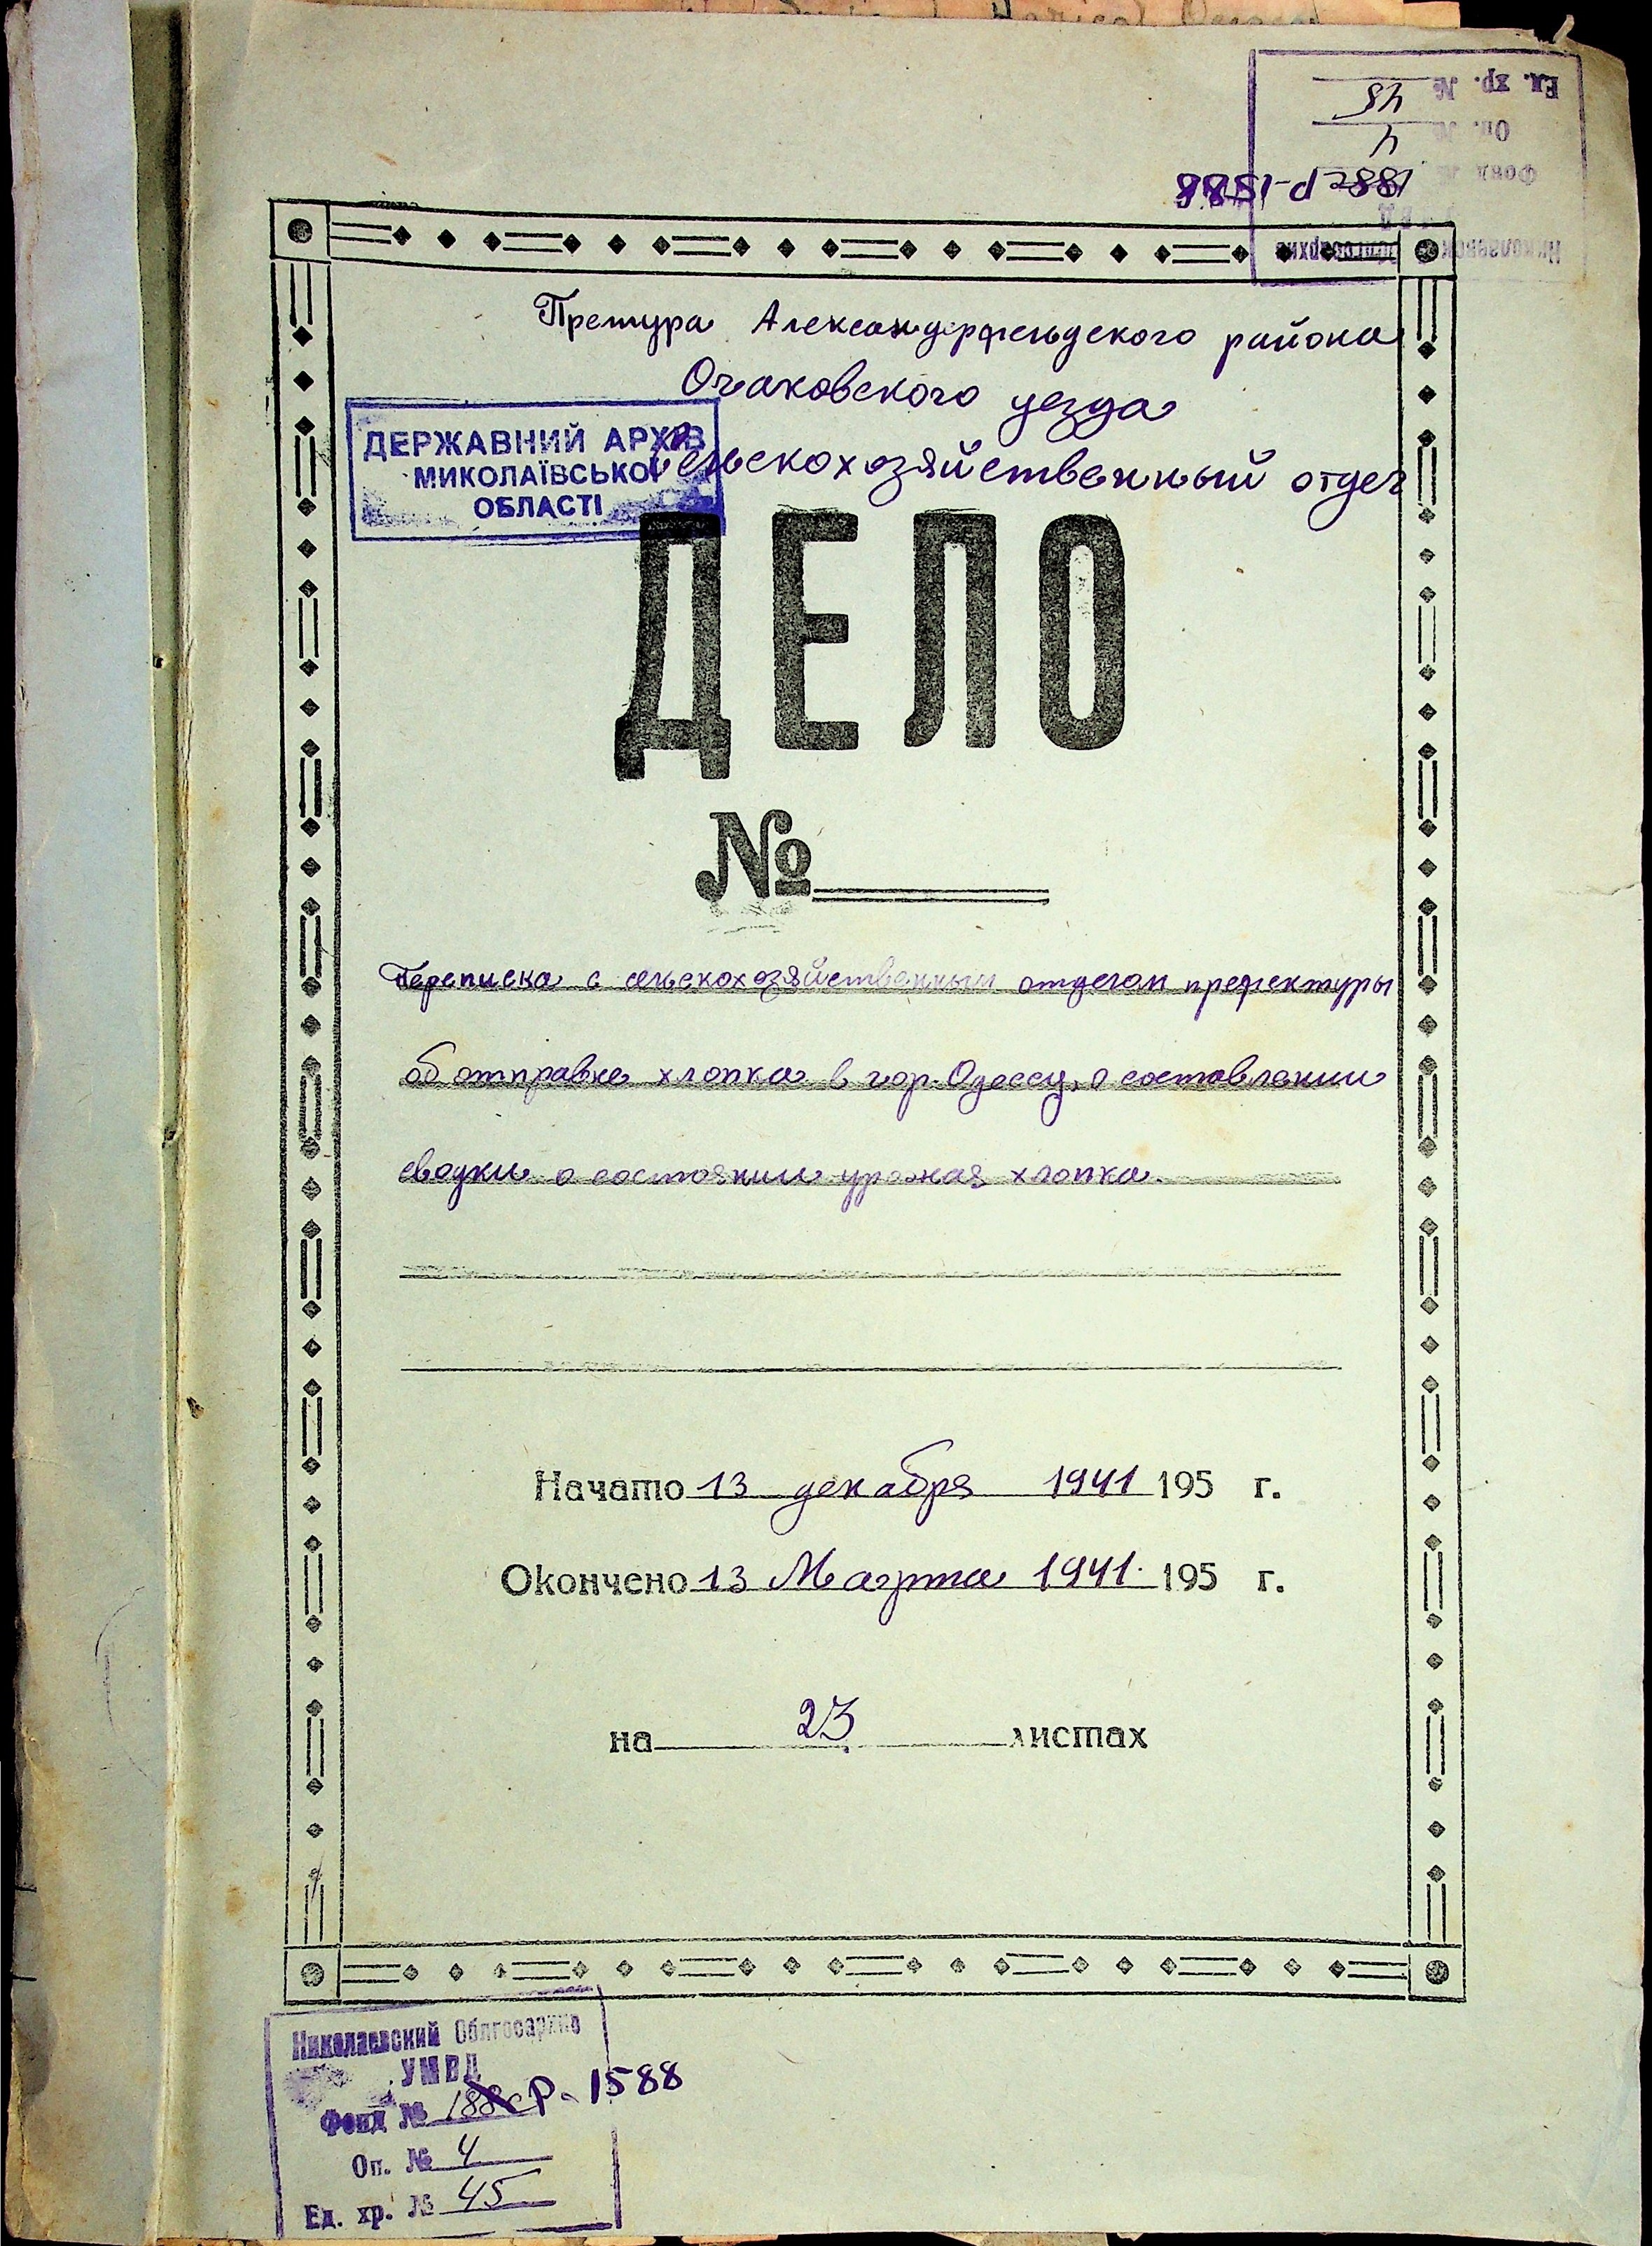 Ед. хр. № 45
Оп. № 4
Фонд № 188с Р-1588
Николаевский Облгосархив
Претура Александерфельдского района
Очаковского уезда
Сельскохозяйственный отдел
ДЕРЖАВНИЙ АРХІВ
МИКОЛАЇВСЬКОЇ
ОБЛАСТІ
ДЕЛО
№
Переписка с сельскохозяйственным отделом префектуры
об отправке хлопка в гор. Одессу, о составлении
сводки о состоянии урожая хлопка.
Начато 13 декабря 1941 195 г.
Окончено 13 Марта 1941. 195 г.
на 23 листах
Николаевский Облгосархив
УМВД
Фонд № 188с Р-1588
Оп. № 4
Ед. хр. № 45